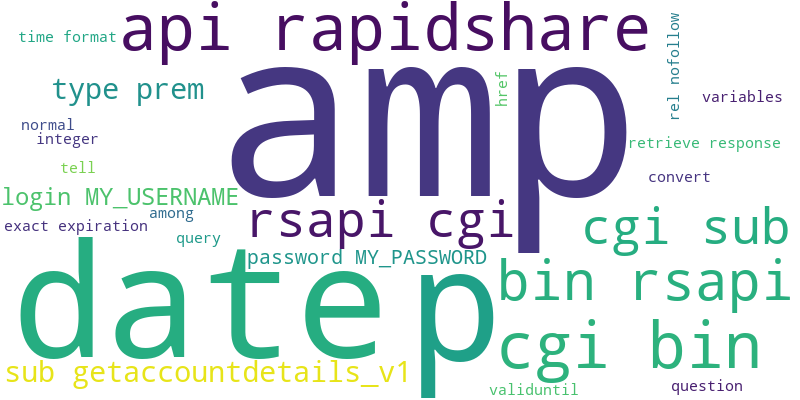 time format
api rapidshare
rel nofollow
type prem
amp
href
variables
normal
integer
retrieve response
tell
convert
login MY_USERNAME
among
exact expiration
query
rsapi cgi
cgi sub
password MY_PASSWORD
date
p
bin rsapi
cgi bin
sub getaccountdetails_v1
validuntil
question